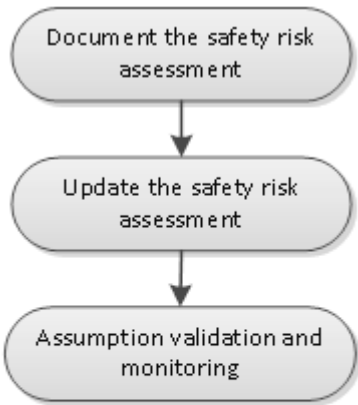 Document the safety risk
assessment
Update the safety risk
assessment
Assumption validation and
monitoring